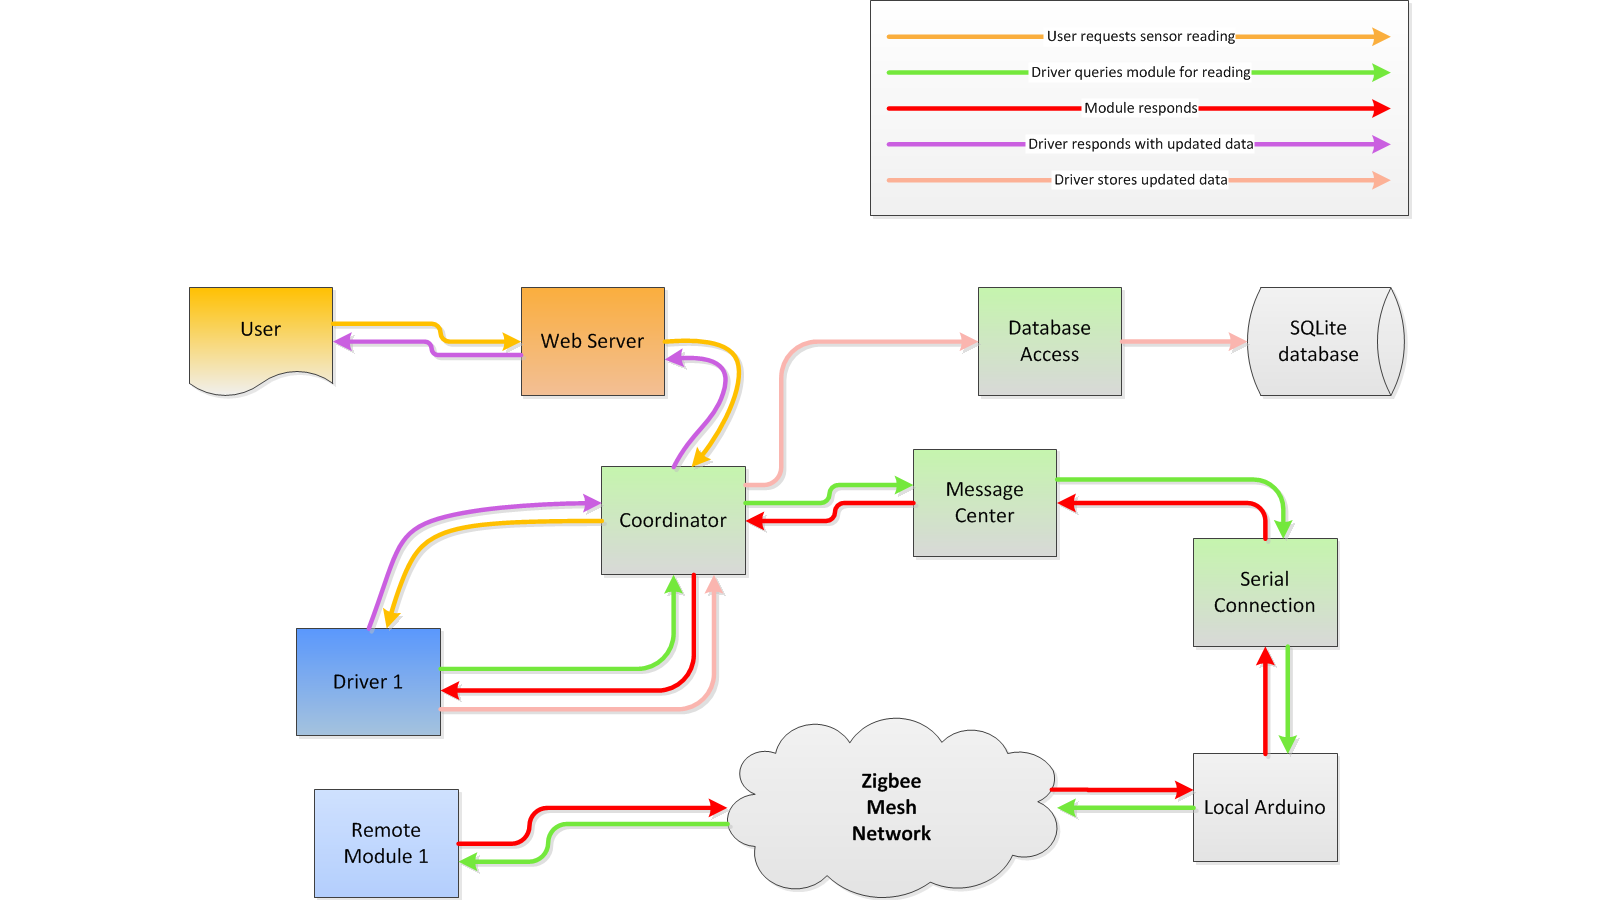 User requests sensor reading
Driver queries module for reading
Module responds
Driver responds with updated data
Driver stores updated data
User
Web Server
Database
Access
SQLite
database
Coordinator
Message
Center
Serial
Connection
Driver 1
Zigbee
Mesh
Network
Local Arduino
Remote
Module 1